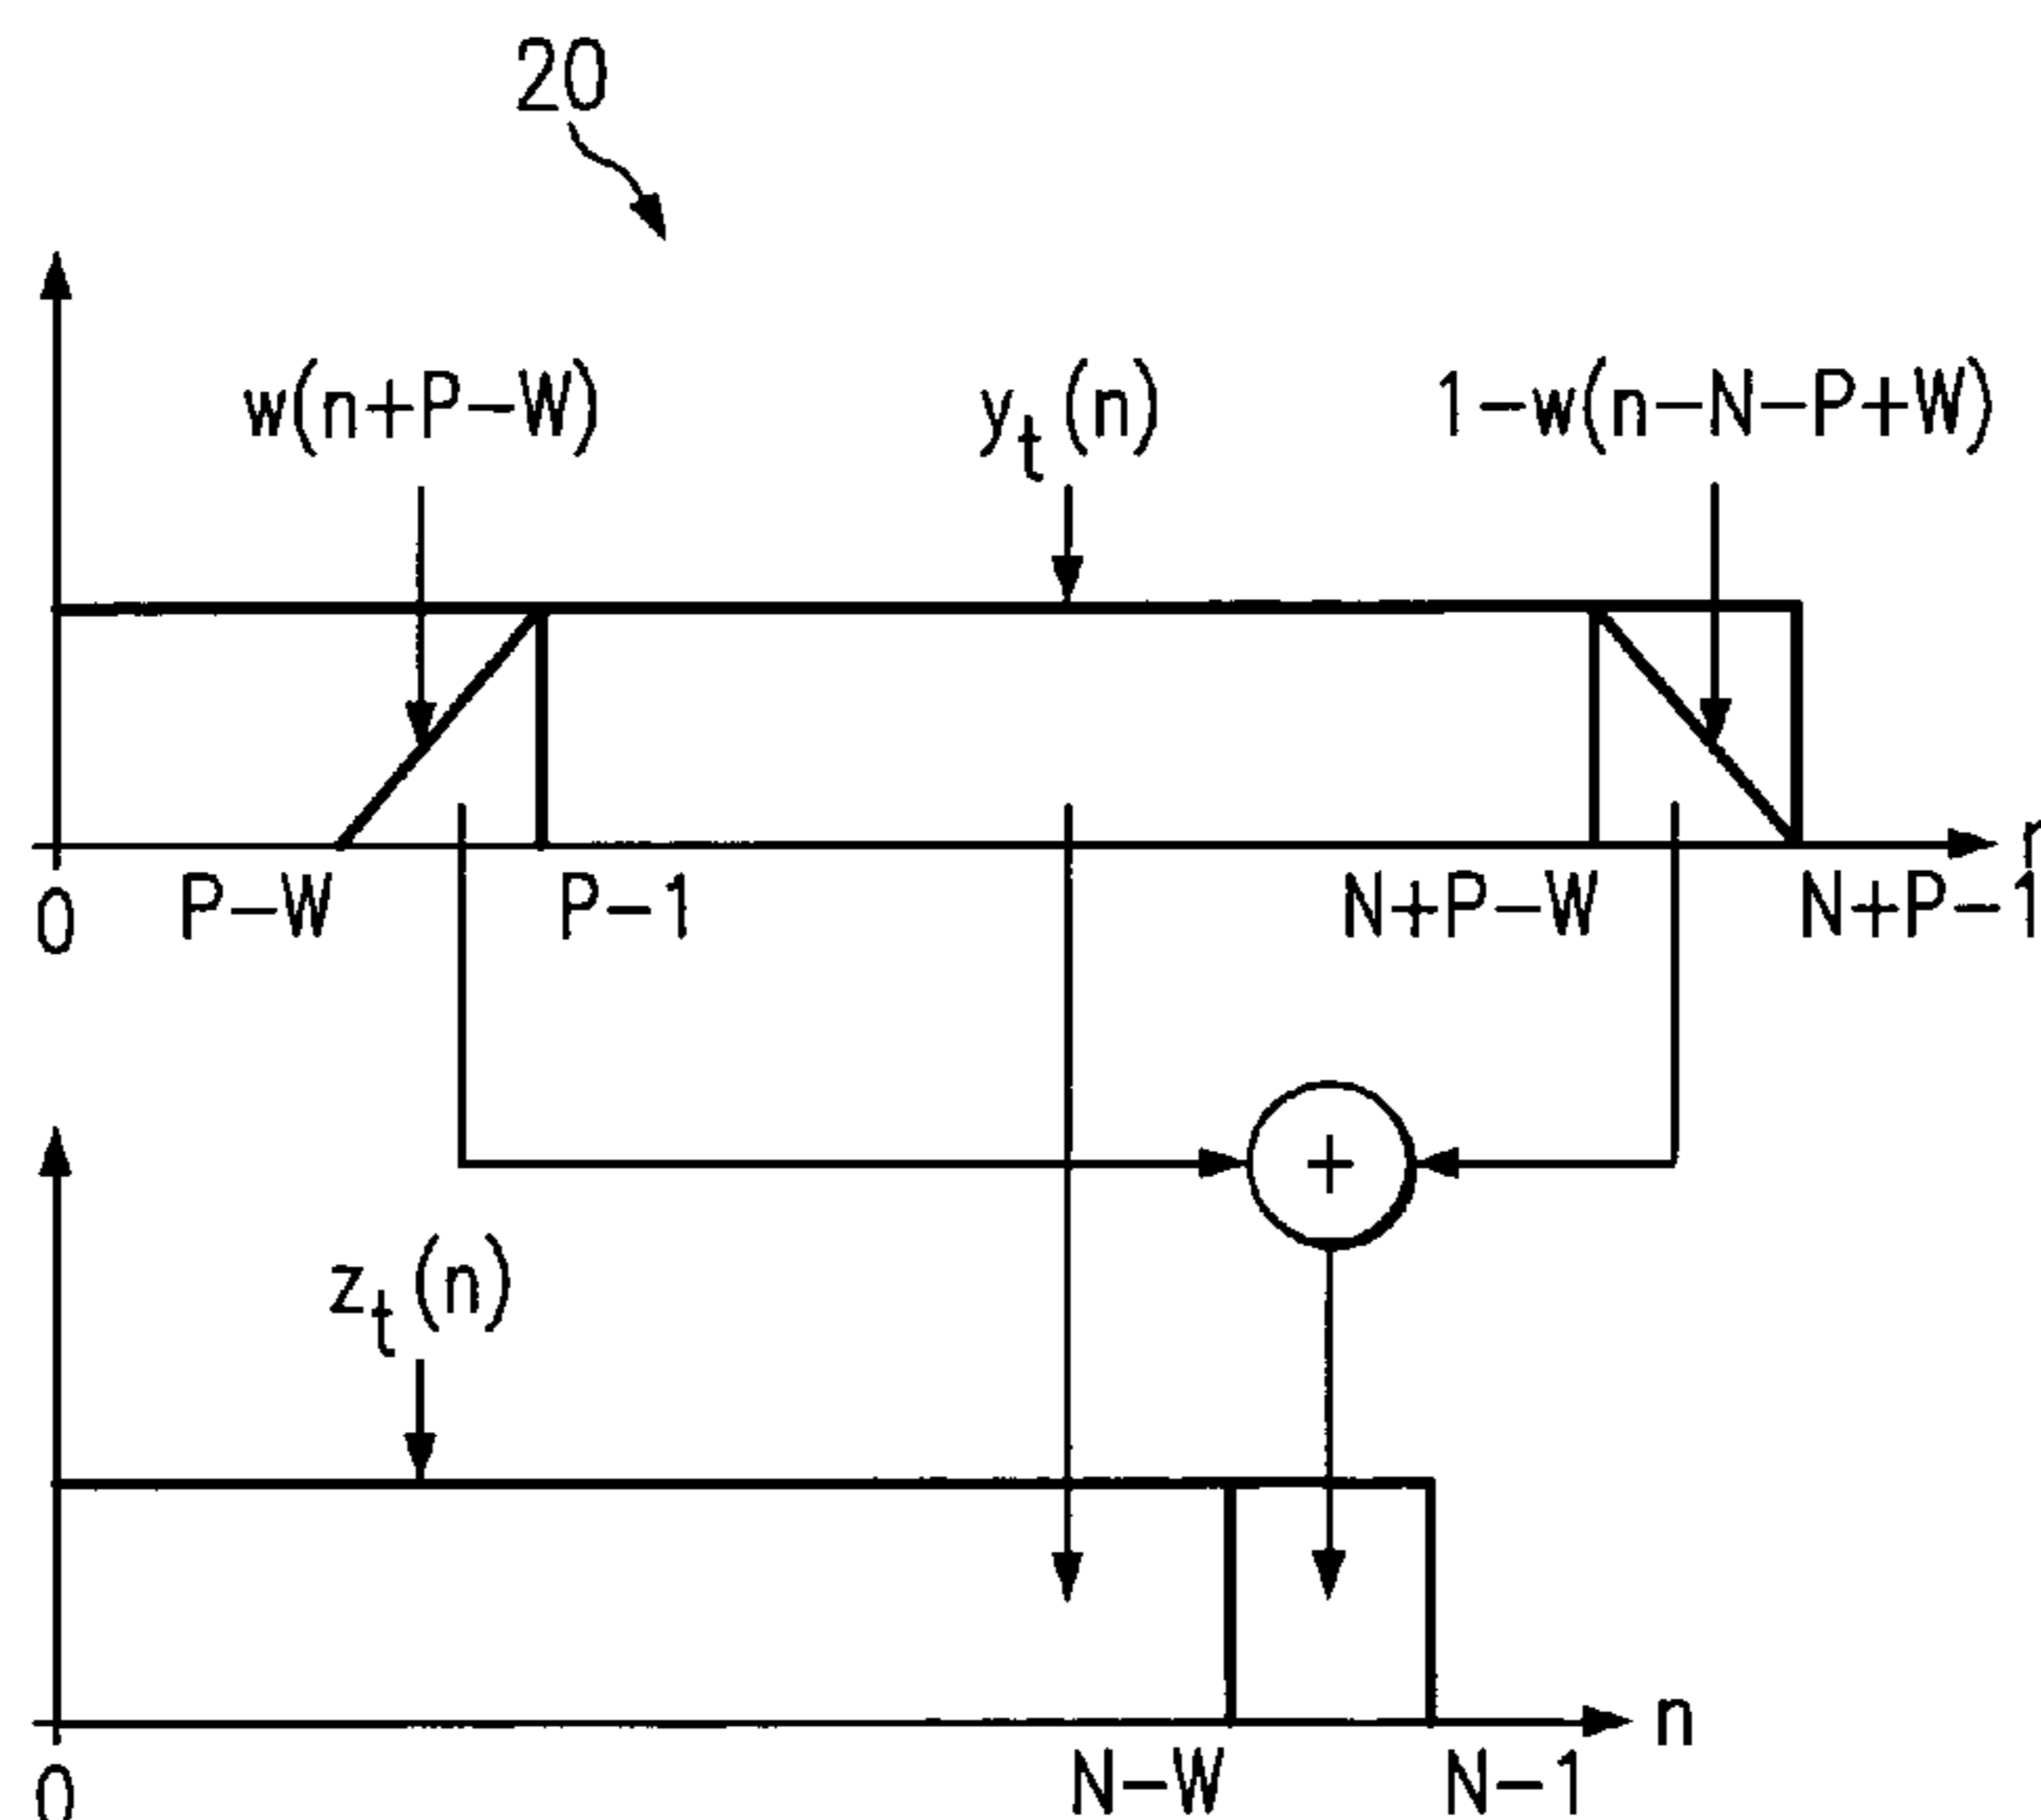 20
w(n+P-W)
y_t(n)
1-w(n-N-P+W)
0
P-W
P-1
N+P-W
N+P-1
+
z_t(n)
n
0
N-W
N-1